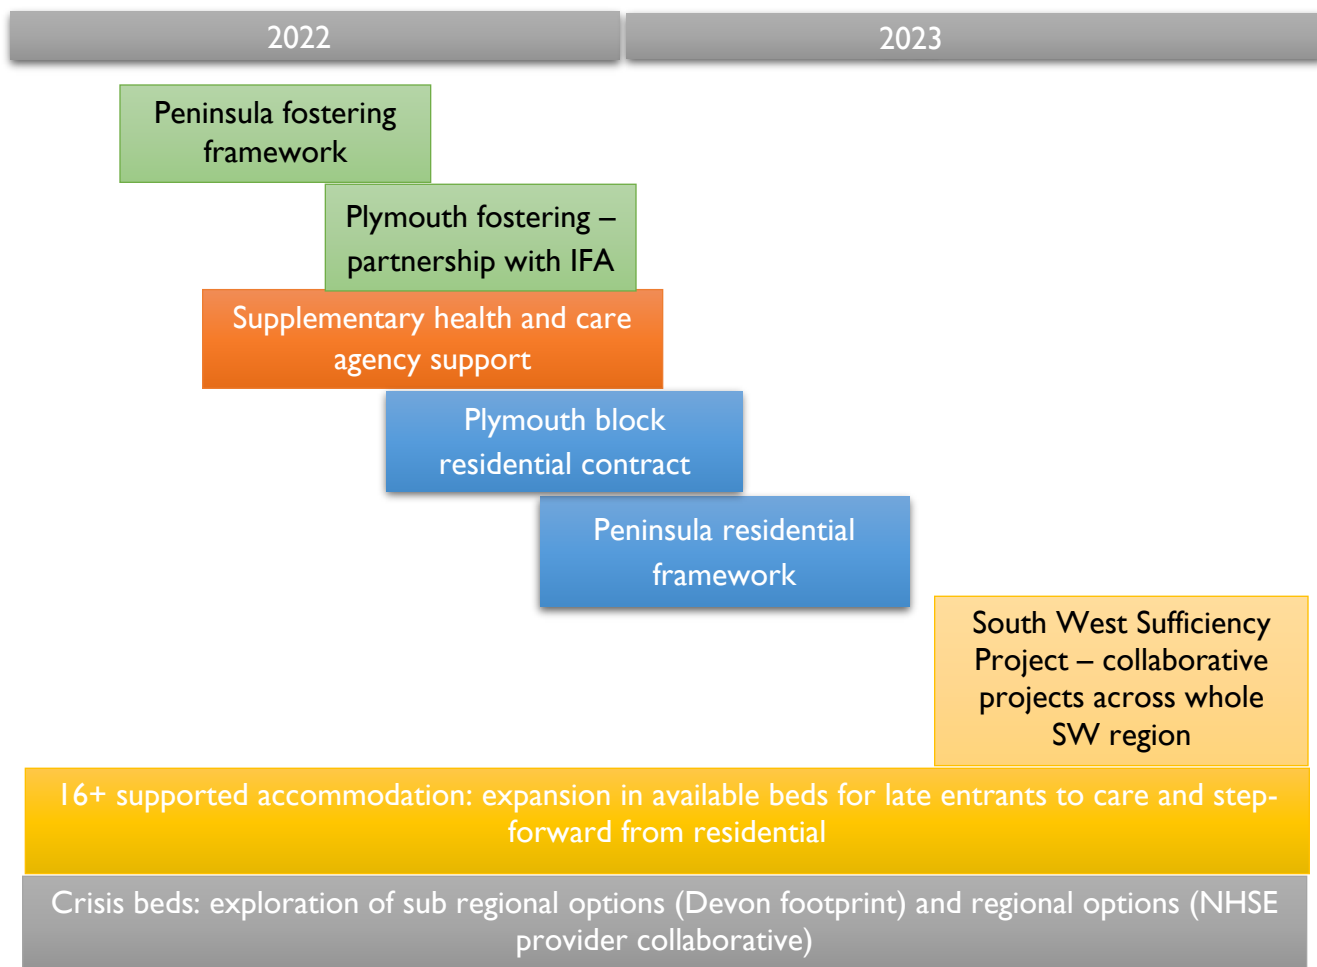 2022
2023
Peninsula fostering
framework
Plymouth fostering –
partnership with IFA
Supplementary health and care
agency support
Plymouth block
residential contract
Peninsula residential
framework
South West Sufficiency
Project – collaborative
projects across whole
SW region
16+ supported accommodation: expansion in available beds for late entrants to care and step-
forward from residential
Crisis beds: exploration of sub regional options (Devon footprint) and regional options (NHSE
provider collaborative)